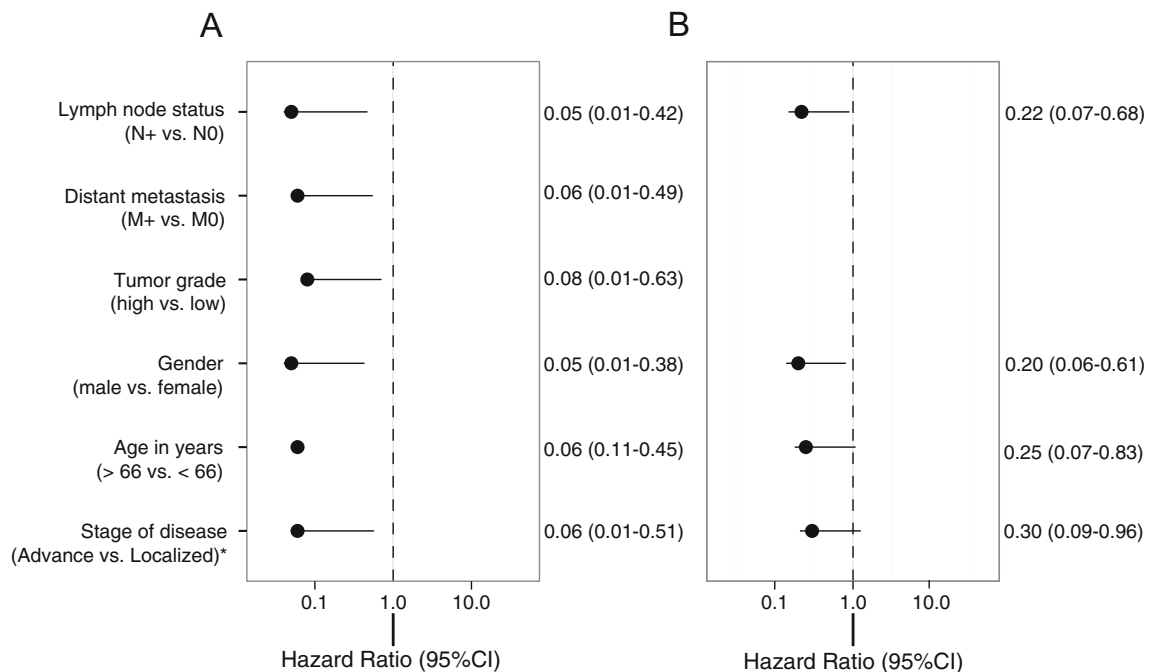 A
B
Lymph node status
(N+ vs. N0)
0.05 (0.01-0.42)
0.22 (0.07-0.68)
Distant metastasis
(M+ vs. M0)
0.06 (0.01-0.49)
Tumor grade
(high vs. low)
0.08 (0.01-0.63)
Gender
(male vs. female)
0.05 (0.01-0.38)
0.20 (0.06-0.61)
Age in years
(> 66 vs. < 66)
0.06 (0.11-0.45)
0.25 (0.07-0.83)
Stage of disease
(Advance vs. Localized)*
0.06 (0.01-0.51)
0.30 (0.09-0.96)
0.1 1.0 10.0
0.1 1.0 10.0
Hazard Ratio (95%CI)
Hazard Ratio (95%CI)